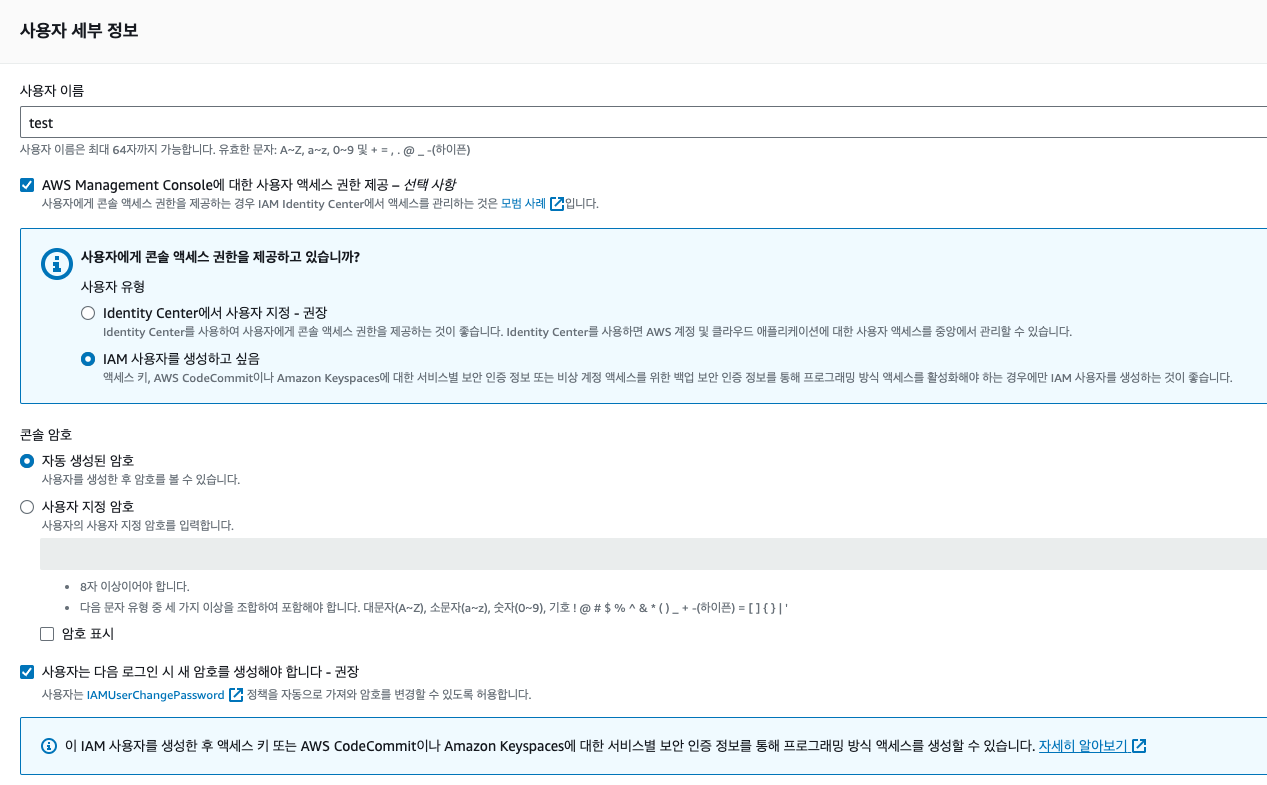 사용자 세부 정보
사용자 이름
test
사용자 이름은 최대 64자까지 가능합니다. 유효한 문자: A~Z, a~z, 0~9 및 + = , . @ _ -(하이픈)
AWS Management Console에 대한 사용자 액세스 권한 제공 – 선택 사항
사용자에게 콘솔 액세스 권한을 제공하는 경우 IAM Identity Center에서 액세스를 관리하는 것은 모범 사례 입니다.
사용자에게 콘솔 액세스 권한을 제공하고 있습니까?
사용자 유형
Identity Center에서 사용자 지정 - 권장
Identity Center를 사용하여 사용자에게 콘솔 액세스 권한을 제공하는 것이 좋습니다. Identity Center를 사용하면 AWS 계정 및 클라우드 애플리케이션에 대한 사용자 액세스를 중앙에서 관리할 수 있습니다.
IAM 사용자를 생성하고 싶음
액세스 키, AWS CodeCommit이나 Amazon Keyspaces에 대한 서비스별 보안 인증 정보 또는 비상 계정 액세스를 위한 백업 보안 인증 정보를 통해 프로그래밍 방식 액세스를 활성화해야 하는 경우에만 IAM 사용자를 생성하는 것이 좋습니다.
콘솔 암호
자동 생성된 암호
사용자를 생성한 후 암호를 볼 수 있습니다.
사용자 지정 암호
사용자의 사용자 지정 암호를 입력합니다.
• 8자 이상이어야 합니다.
• 다음 문자 유형 중 세 가지 이상을 조합하여 포함해야 합니다. 대문자(A~Z), 소문자(a~z), 숫자(0~9), 기호 ! @ # $ % ^ & * ( ) _ + -(하이픈) = [ ] { } | '
암호 표시
사용자는 다음 로그인 시 새 암호를 생성해야 합니다 - 권장
사용자는 IAMUserChangePassword 정책을 자동으로 가져와 암호를 변경할 수 있도록 허용합니다.
이 IAM 사용자를 생성한 후 액세스 키 또는 AWS CodeCommit이나 Amazon Keyspaces에 대한 서비스별 보안 인증 정보를 통해 프로그래밍 방식 액세스를 생성할 수 있습니다. 자세히 알아보기